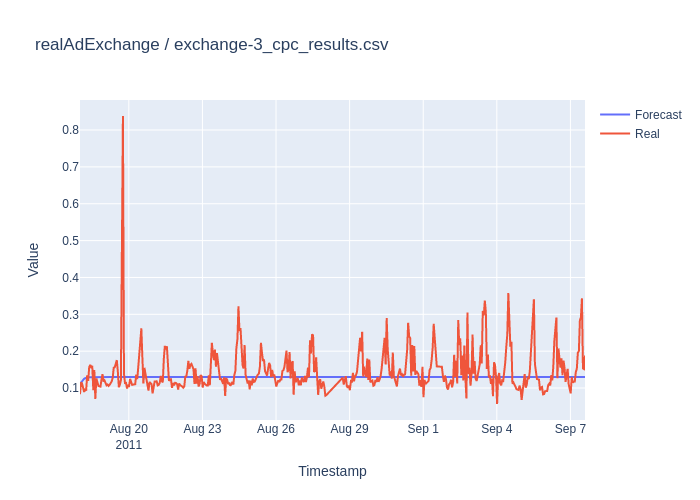 realAdExchange / exchange-3_cpc_results.csv
Forecast
Real
0.8
0.7
0.6
0.5
0.4
0.3
0.2
0.1
Value
Aug 20
2011
Aug 23
Aug 26
Aug 29
Sep 1
Sep 4
Sep 7
Timestamp